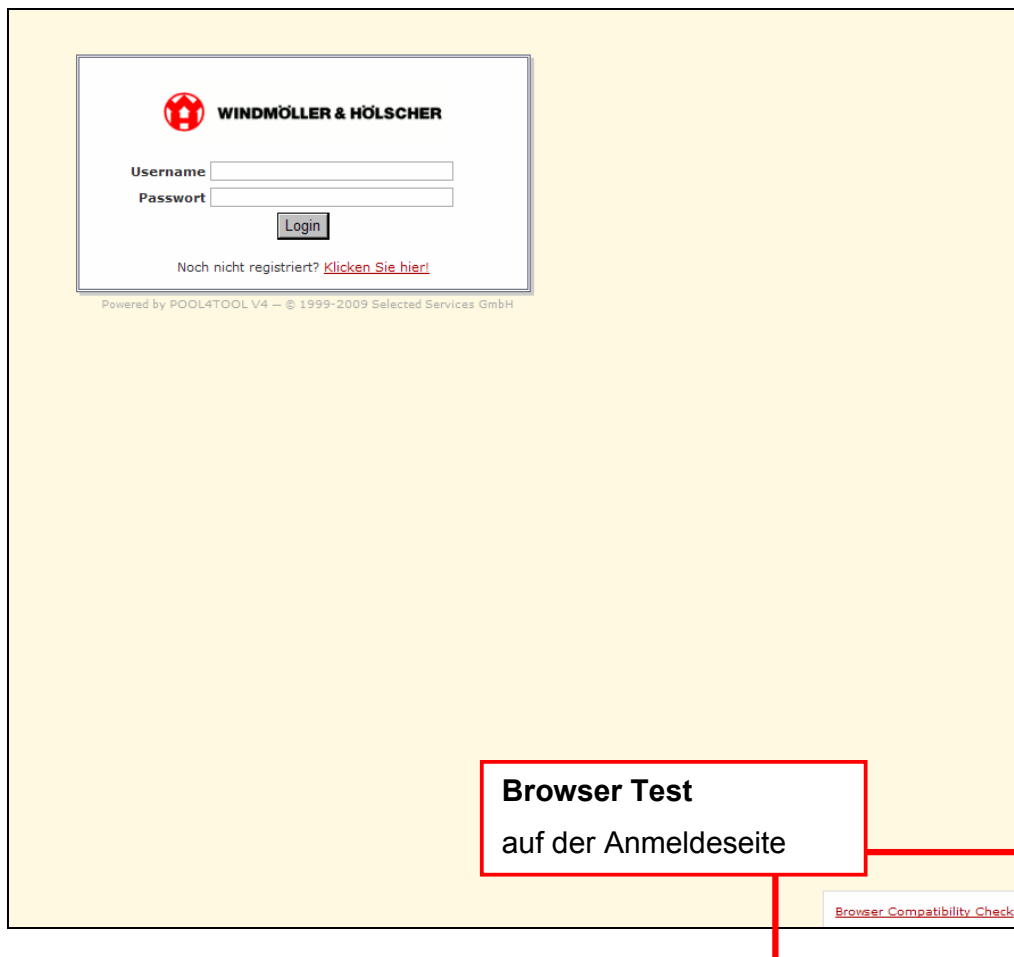 WINDMÖLLER & HÖLSCHER
Username
Passwort
Login
Noch nicht registriert? Klicken Sie hier!
Powered by POOL4TOOL V4 — © 1999-2009 Selected Services GmbH
Browser Test
auf der Anmeldeseite
Browser Compatibility Check